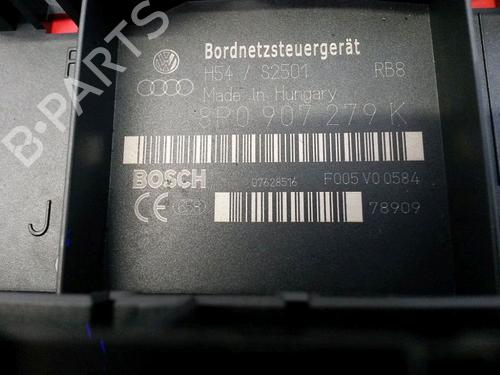 B-PARTS
Bordnetzsteuergerät
H54 / S2501 RB8
Made in Hungary
8P0 907 279 K
BOSCH 07628516 F005 V0 0584
CE 78909
J